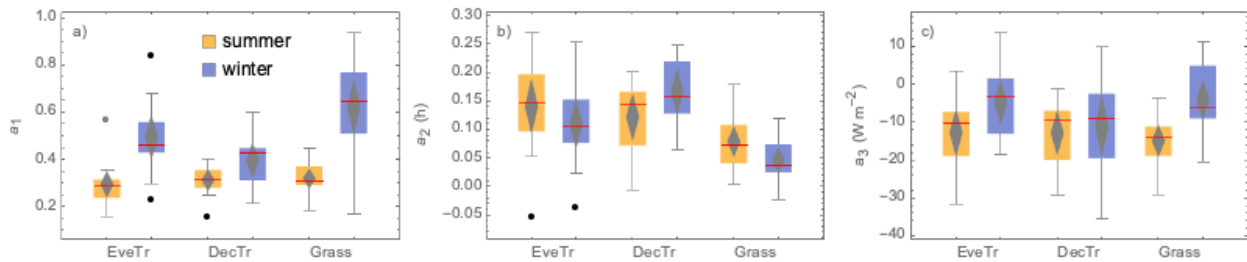 a)
summer
winter
a1
1.0
0.8
0.6
0.4
0.2
EveTr DecTr Grass
b)
a2 (h)
0.30
0.25
0.20
0.15
0.10
0.05
0.00
−0.05
EveTr DecTr Grass
c)
a3 (W m−2)
10
0
−10
−20
−30
−40
EveTr DecTr Grass